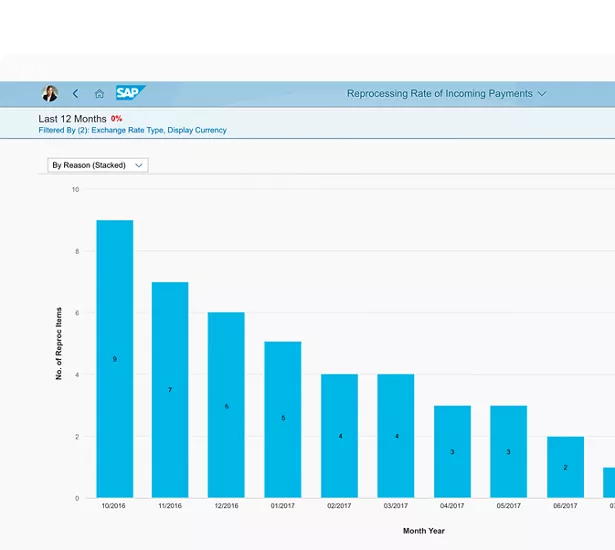 SAP
Reprocessing Rate of Incoming Payments
Last 12 Months 0%
Filtered By (2): Exchange Rate Type, Display Currency
By Reason (Stacked)
10
8
6
4
2
0
No. of Reproc Items
9
7
6
5
4
4
3
3
2
10/2016 11/2016 12/2016 01/2017 02/2017 03/2017 04/2017 05/2017 06/2017
Month Year